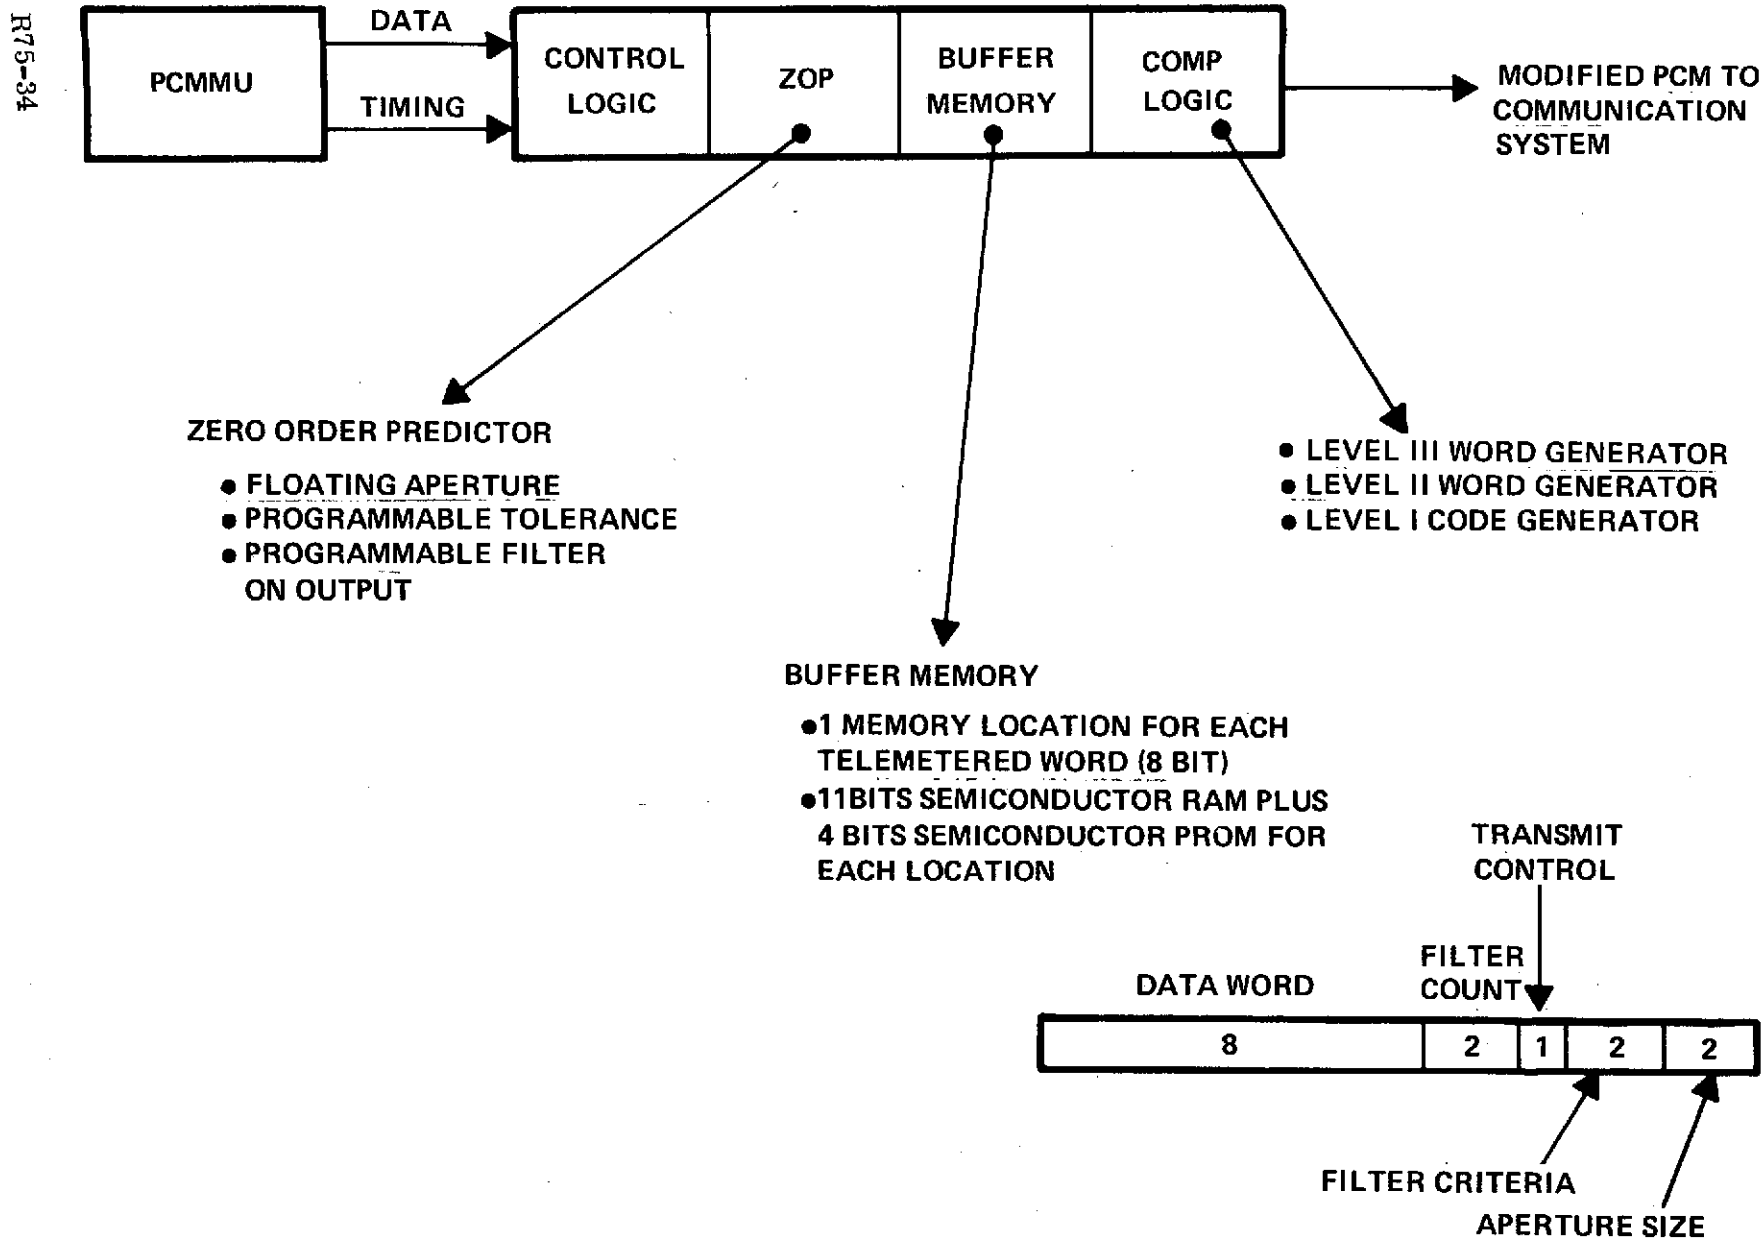 R75-34
PCMMU
DATA
TIMING
CONTROL
LOGIC
ZOP
BUFFER
MEMORY
COMP
LOGIC
MODIFIED PCM TO
COMMUNICATION
SYSTEM
ZERO ORDER PREDICTOR
● FLOATING APERTURE
● PROGRAMMABLE TOLERANCE
● PROGRAMMABLE FILTER
ON OUTPUT
● LEVEL III WORD GENERATOR
● LEVEL II WORD GENERATOR
● LEVEL I CODE GENERATOR
BUFFER MEMORY
●1 MEMORY LOCATION FOR EACH
TELEMETERED WORD (8 BIT)
●11BITS SEMICONDUCTOR RAM PLUS
4 BITS SEMICONDUCTOR PROM FOR
EACH LOCATION
TRANSMIT
CONTROL
DATA WORD
FILTER
COUNT
8
2
1
2
2
FILTER CRITERIA
APERTURE SIZE